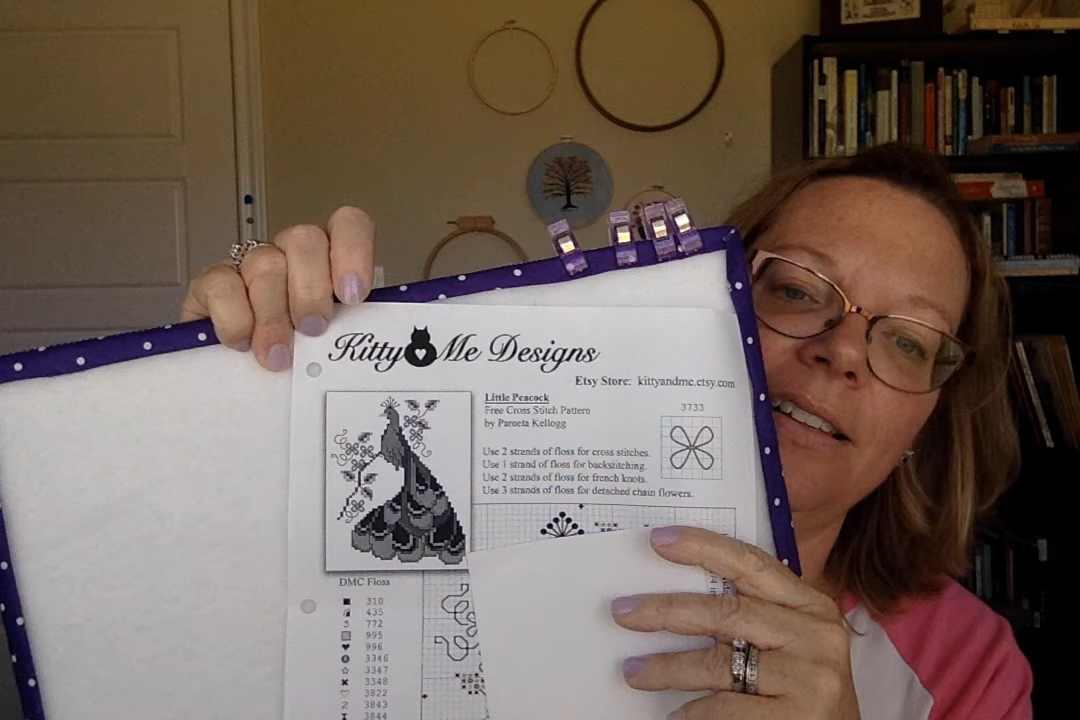 Kitty Me Designs
Etsy Store: kittyandme.etsy.com
Little Peacock
Free Cross Stitch Pattern
by Pamela Kellogg
3733
Use 2 strands of floss for cross stitches.
Use 1 strand of floss for backstitching.
Use 2 strands of floss for french knots.
Use 3 strands of floss for detached chain flowers.
DMC Floss
310
435
772
995
996
3346
3347
3348
3822
3843
3844